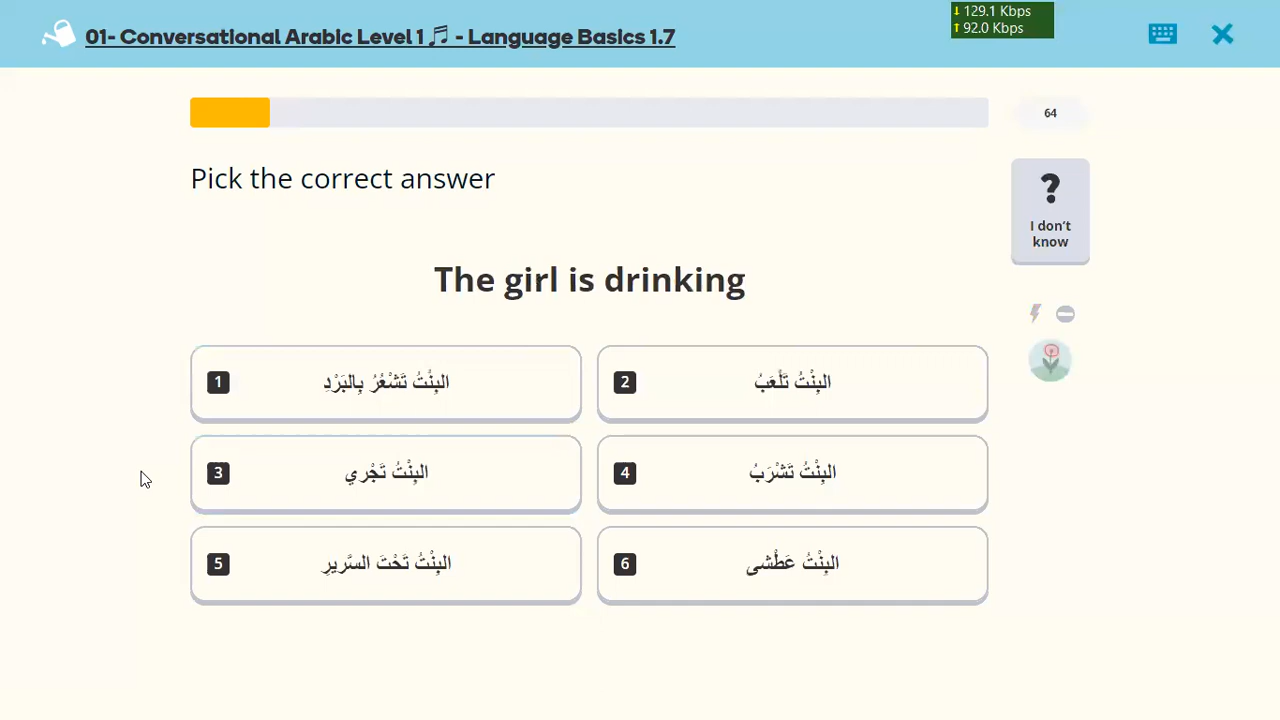 01- Conversational Arabic Level 1 🎵 - Language Basics 1.7
↓ 129.1 Kbps
↑ 92.0 Kbps
64
Pick the correct answer
?
I don't
know
The girl is drinking
1 البِنْتُ تَشْعُرُ بِالبَرْدِ
2 البِنْتُ تَلْعَبُ
3 البِنْتُ تَجْري
4 البِنْتُ تَشْرَبُ
5 البِنْتُ تَحْتَ السَّريرِ
6 البِنْتُ عَطْشى